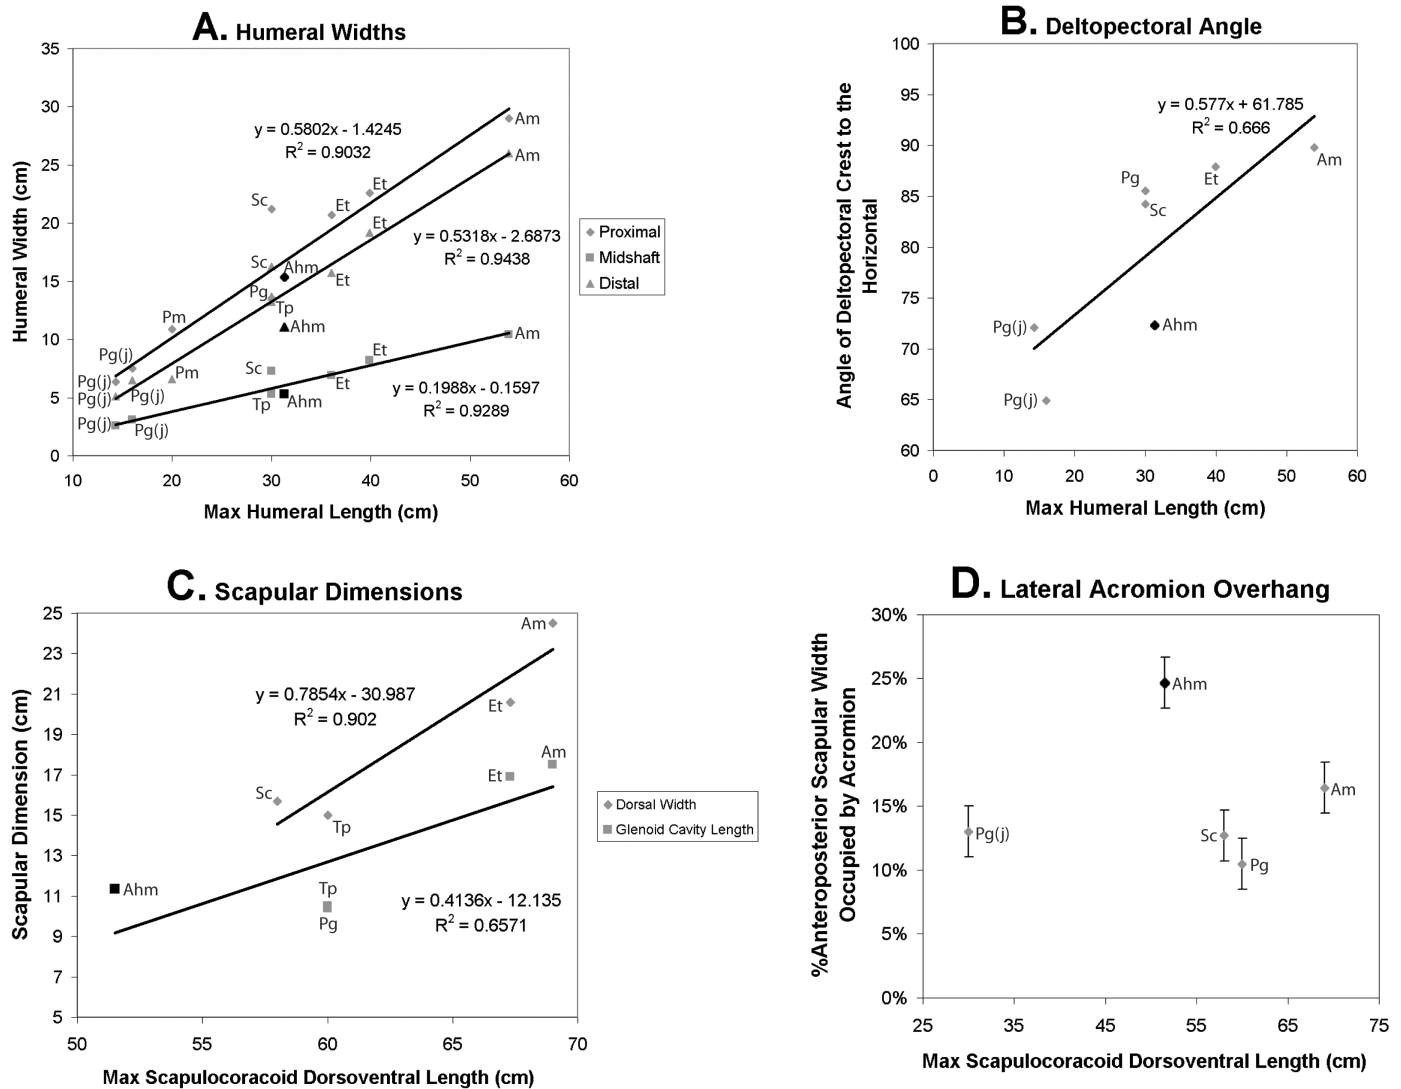 A. Humeral Widths
35
30
25
20
15
10
5
0
10 20 30 40 50 60
Humeral Width (cm)
Max Humeral Length (cm)
y = 0.5802x - 1.4245
R² = 0.9032
y = 0.5318x - 2.6873
R² = 0.9438
y = 0.1988x - 0.1597
R² = 0.9289
Am
Am
Am
Et
Et
Et
Et
Et
Et
Sc
Sc
Sc
Ahm
Ahm
Ahm
Pg
Tp
Tp
Pm
Pm
Pg(j)
Pg(j)
Pg(j)
Pg(j)
Pg(j)
Pg(j)
Proximal
Midshaft
Distal
B. Deltopectoral Angle
100
95
90
85
80
75
70
65
60
0 10 20 30 40 50 60
Angle of Deltopectoral Crest to the
Horizontal
Max Humeral Length (cm)
y = 0.577x + 61.785
R² = 0.666
Am
Et
Pg
Sc
Pg(j)
Ahm
Pg(j)
C. Scapular Dimensions
25
23
21
19
17
15
13
11
9
7
5
50 55 60 65 70
Scapular Dimension (cm)
Max Scapulocoracoid Dorsoventral Length (cm)
y = 0.7854x - 30.987
R² = 0.902
y = 0.4136x - 12.135
R² = 0.6571
Am
Et
Am
Et
Sc
Tp
Ahm
Tp
Pg
Dorsal Width
Glenoid Cavity Length
D. Lateral Acromion Overhang
30%
25%
20%
15%
10%
5%
0%
25 35 45 55 65 75
%Anteroposterior Scapular Width
Occupied by Acromion
Max Scapulocoracoid Dorsoventral Length (cm)
Ahm
Am
Pg(j)
Sc
Pg